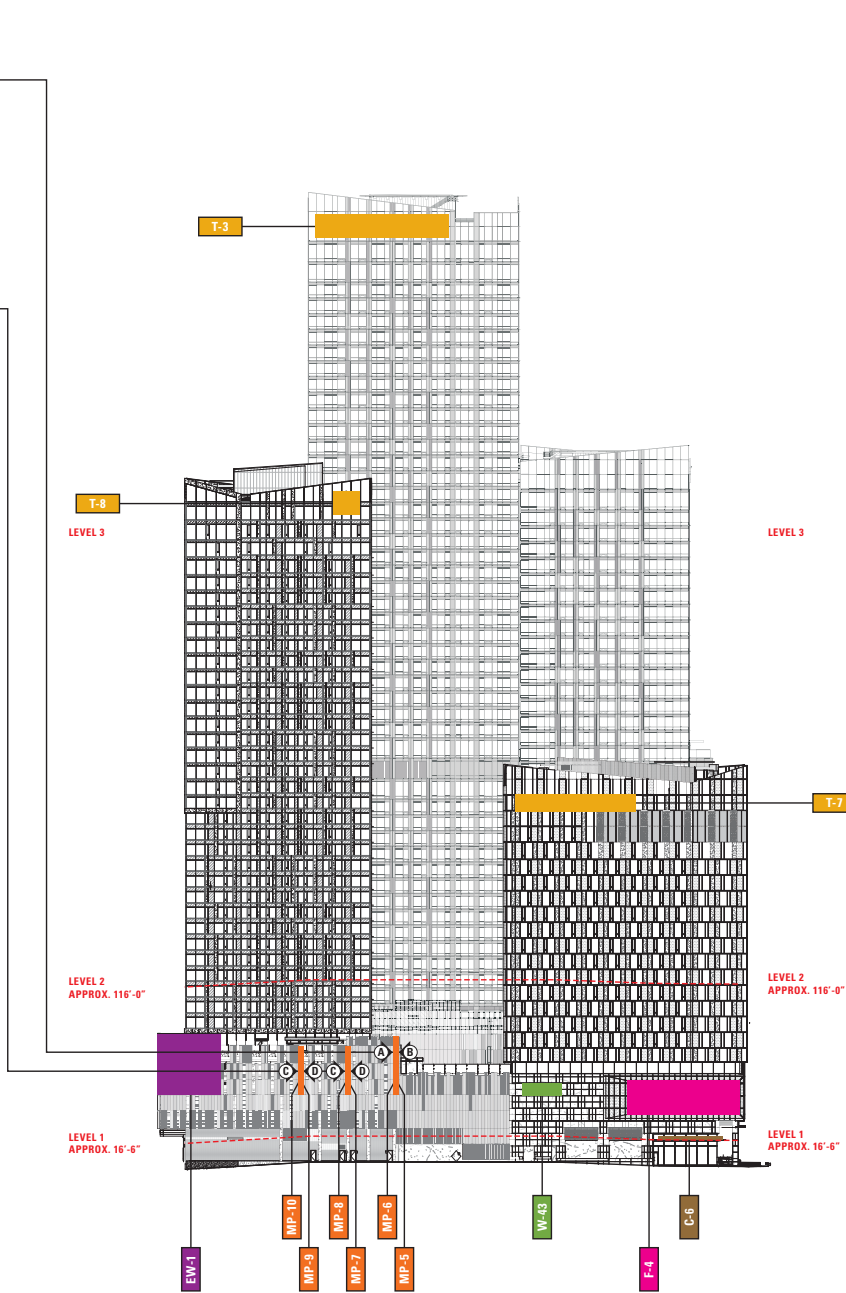 T-3
T-8
LEVEL 3
LEVEL 3
T-7
LEVEL 2
APPROX. 116'-0"
LEVEL 2
APPROX. 116'-0"
A
B
C
D
C
D
LEVEL 1
APPROX. 16'-6"
LEVEL 1
APPROX. 16'-6"
MP-10
MP-8
MP-6
W-43
C-6
EW-1
MP-9
MP-7
MP-5
F-4